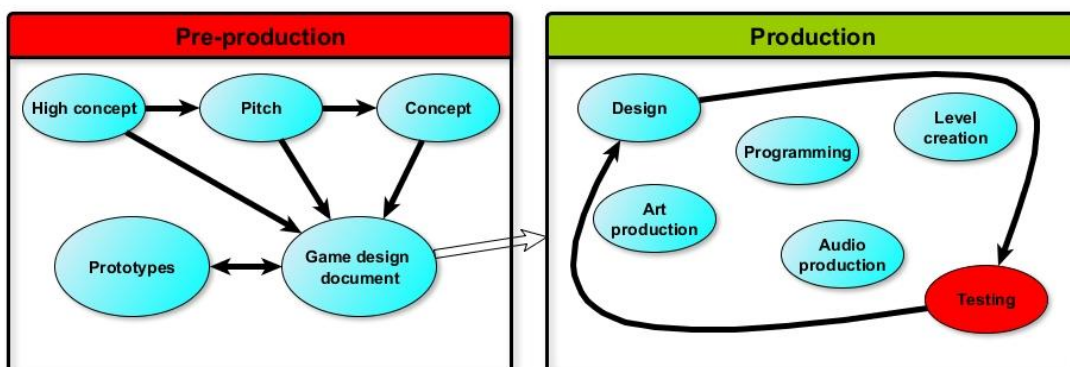 Pre-production
High concept
Pitch
Concept
Prototypes
Game design
document
Production
Design
Level
creation
Programming
Art
production
Audio
production
Testing